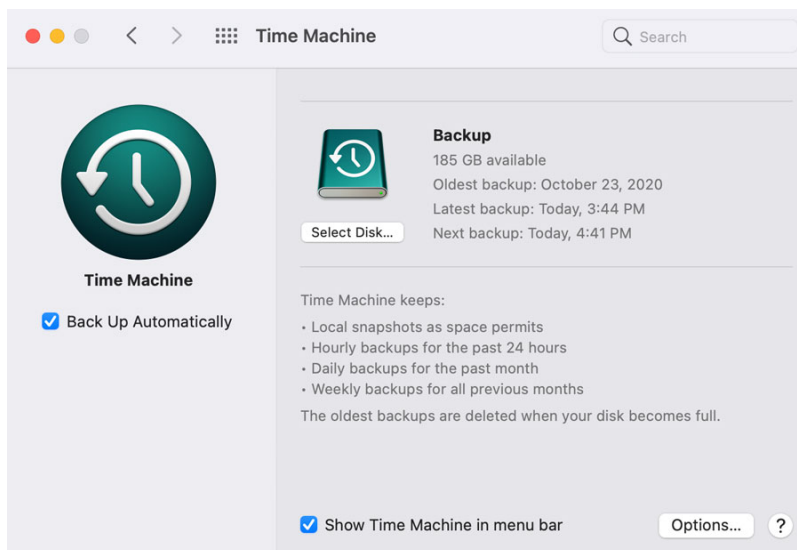 Time Machine
Search
Backup
185 GB available
Oldest backup: October 23, 2020
Latest backup: Today, 3:44 PM
Next backup: Today, 4:41 PM
Select Disk...
Time Machine
Back Up Automatically
Time Machine keeps:
• Local snapshots as space permits
• Hourly backups for the past 24 hours
• Daily backups for the past month
• Weekly backups for all previous months
The oldest backups are deleted when your disk becomes full.
Show Time Machine in menu bar
Options...
?